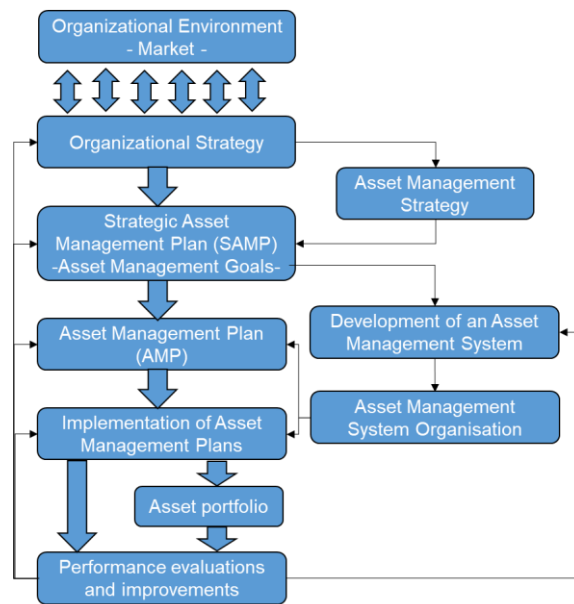 Organizational Environment
- Market -
Organizational Strategy
Asset Management
Strategy
Strategic Asset
Management Plan (SAMP)
-Asset Management Goals-
Asset Management Plan
(AMP)
Development of an Asset
Management System
Implementation of Asset
Management Plans
Asset Management
System Organisation
Asset portfolio
Performance evaluations
and improvements